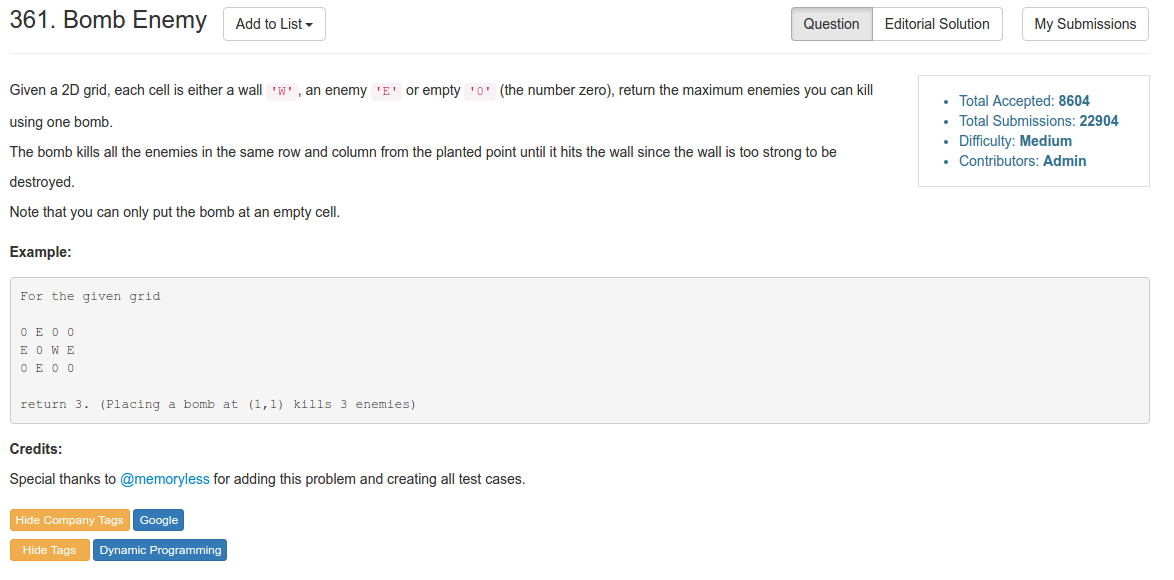 361. Bomb Enemy
Add to List
Question
Editorial Solution
My Submissions
Given a 2D grid, each cell is either a wall 'W', an enemy 'E' or empty '0' (the number zero), return the maximum enemies you can kill
using one bomb.
The bomb kills all the enemies in the same row and column from the planted point until it hits the wall since the wall is too strong to be
destroyed.
Note that you can only put the bomb at an empty cell.
Total Accepted: 8604
Total Submissions: 22904
Difficulty: Medium
Contributors: Admin
Example:
For the given grid
0 E 0 0
E 0 W E
0 E 0 0
return 3. (Placing a bomb at (1,1) kills 3 enemies)
Credits:
Special thanks to @memoryless for adding this problem and creating all test cases.
Hide Company Tags Google
Hide Tags Dynamic Programming